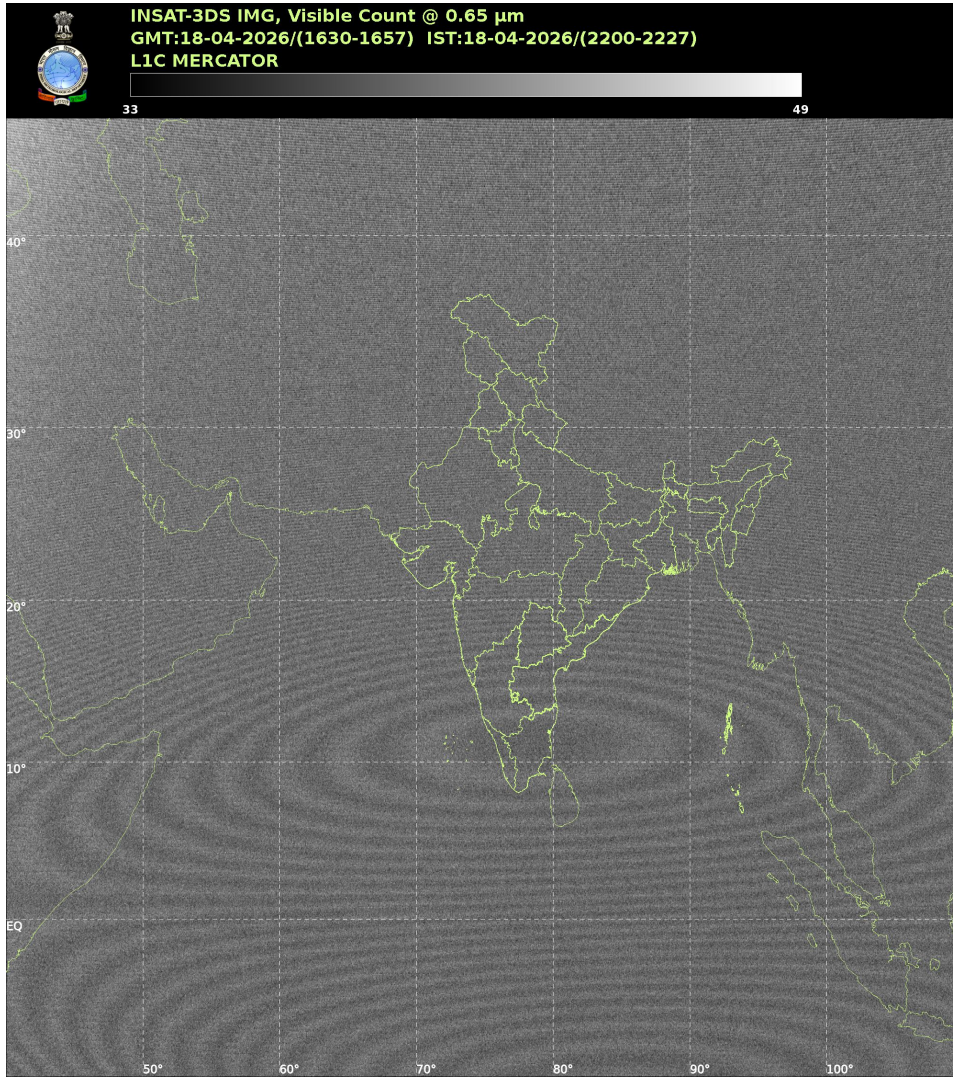 INSAT-3DS IMG, Visible Count @ 0.65 μm
GMT:18-04-2026/(1630-1657) IST:18-04-2026/(2200-2227)
L1C MERCATOR
33 49
40°
30°
20°
10°
EQ
50° 60° 70° 80° 90° 100°